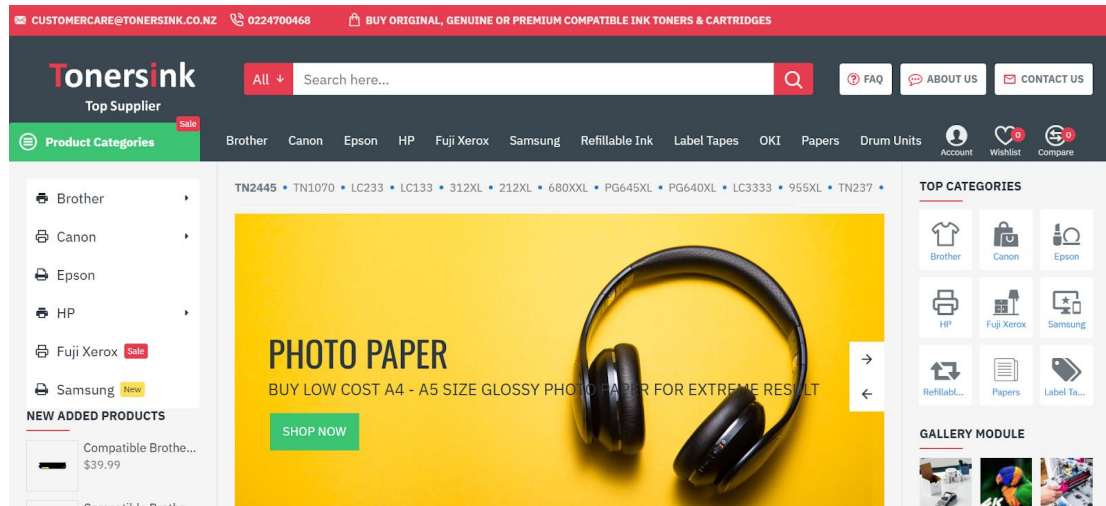 CUSTOMERCARE@TONERSINK.CO.NZ 0224700468 BUY ORIGINAL, GENUINE OR PREMIUM COMPATIBLE INK TONERS & CARTRIDGES
Tonersink
Top Supplier
All Search here...
FAQ ABOUT US CONTACT US
Sale
Product Categories
Brother Canon Epson HP Fuji Xerox Samsung Refillable Ink Label Tapes OKI Papers Drum Units
Account
0
Wishlist
0
Compare
Brother
Canon
Epson
HP
Fuji Xerox Sale
Samsung New
NEW ADDED PRODUCTS
Compatible Brothe...
$39.99
TN2445 • TN1070 • LC233 • LC133 • 312XL • 212XL • 680XXL • PG645XL • PG640XL • LC3333 • 955XL • TN237 •
PHOTO PAPER
BUY LOW COST A4 - A5 SIZE GLOSSY PHOTO PAPER FOR EXTREME RESULT
SHOP NOW
TOP CATEGORIES
Brother Canon Epson
HP Fuji Xerox Samsung
Refillabl... Papers Label Ta...
GALLERY MODULE
4K